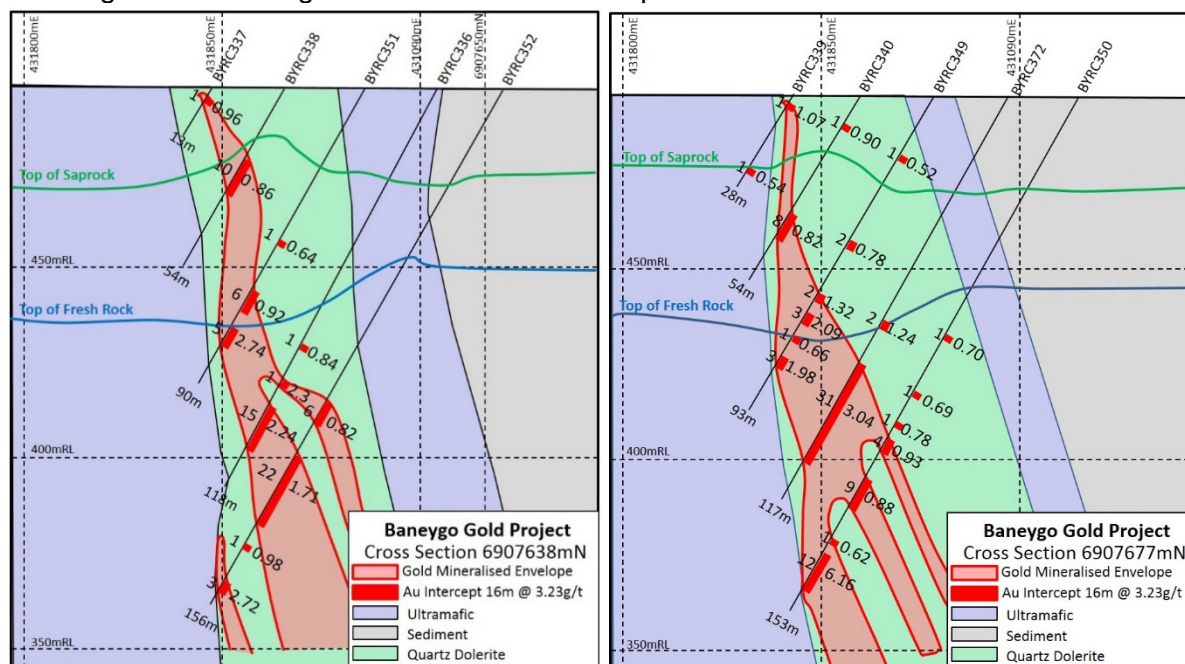 431800mE
431850mE
BYRC337
BYRC338
BYRC351
431090mE
BYRC336
6907650mN
BYRC352
1 0.96
13m
Top of Saprock
10 0.86
54m
1 0.64
450mRL
Top of Fresh Rock
6 0.92
5 2.74
1 0.84
90m
1 2.3
6 0.82
15 2.24
400mRL
118m
22 1.71
1 0.98
3 2.72
156m
350mRL
Baneygo Gold Project
Cross Section 6907638mN
Gold Mineralised Envelope
Au Intercept 16m @ 3.23g/t
Ultramafic
Sediment
Quartz Dolerite
431800mE
BYRC339
431850mE
BYRC340
BYRC349
431090mE
BYRC372
BYRC350
1 1.07
1 0.90
Top of Saprock
1 0.54
1 0.52
28m
8 0.82
2 0.78
54m
450mRL
Top of Fresh Rock
2 1.32
3 2.09
1 0.66
2 1.24
1 0.70
3 1.98
93m
31 3.04
1 0.69
1 0.78
4 0.93
400mRL
117m
9 0.88
1 0.62
12 6.16
153m
350mRL
Baneygo Gold Project
Cross Section 6907677mN
Gold Mineralised Envelope
Au Intercept 16m @ 3.23g/t
Ultramafic
Sediment
Quartz Dolerite